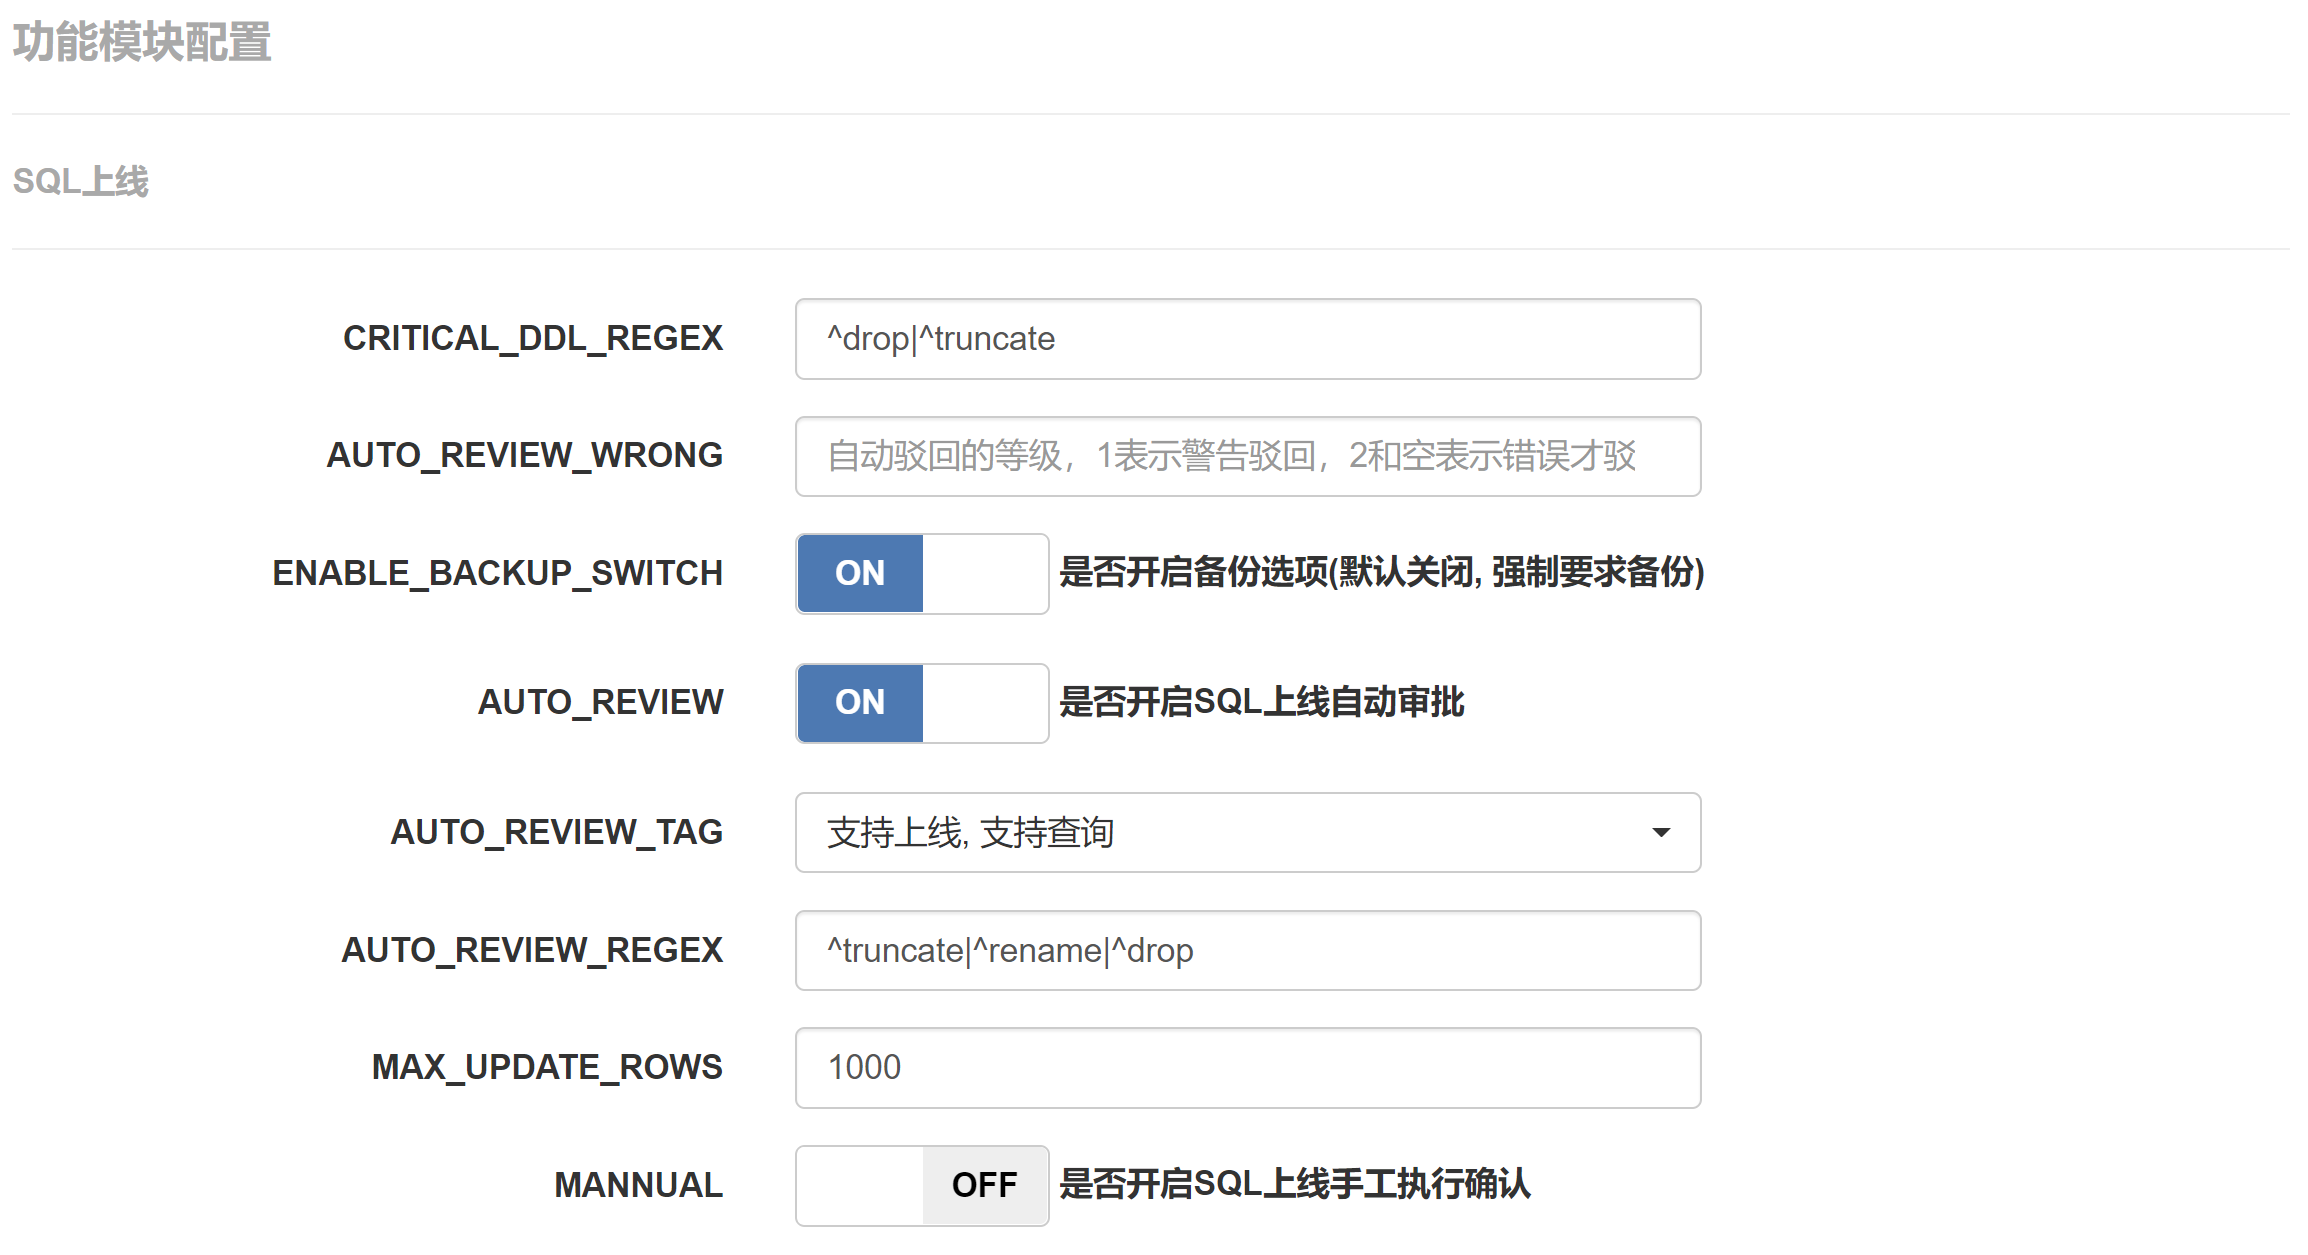 功能模块配置
SQL上线
CRITICAL_DDL_REGEX ^drop|^truncate
AUTO_REVIEW_WRONG 自动驳回的等级，1表示警告驳回，2和空表示错误才驳
ENABLE_BACKUP_SWITCH ON 是否开启备份选项(默认关闭, 强制要求备份)
AUTO_REVIEW ON 是否开启SQL上线自动审批
AUTO_REVIEW_TAG 支持上线, 支持查询
AUTO_REVIEW_REGEX ^truncate|^rename|^drop
MAX_UPDATE_ROWS 1000
MANNUAL OFF 是否开启SQL上线手工执行确认